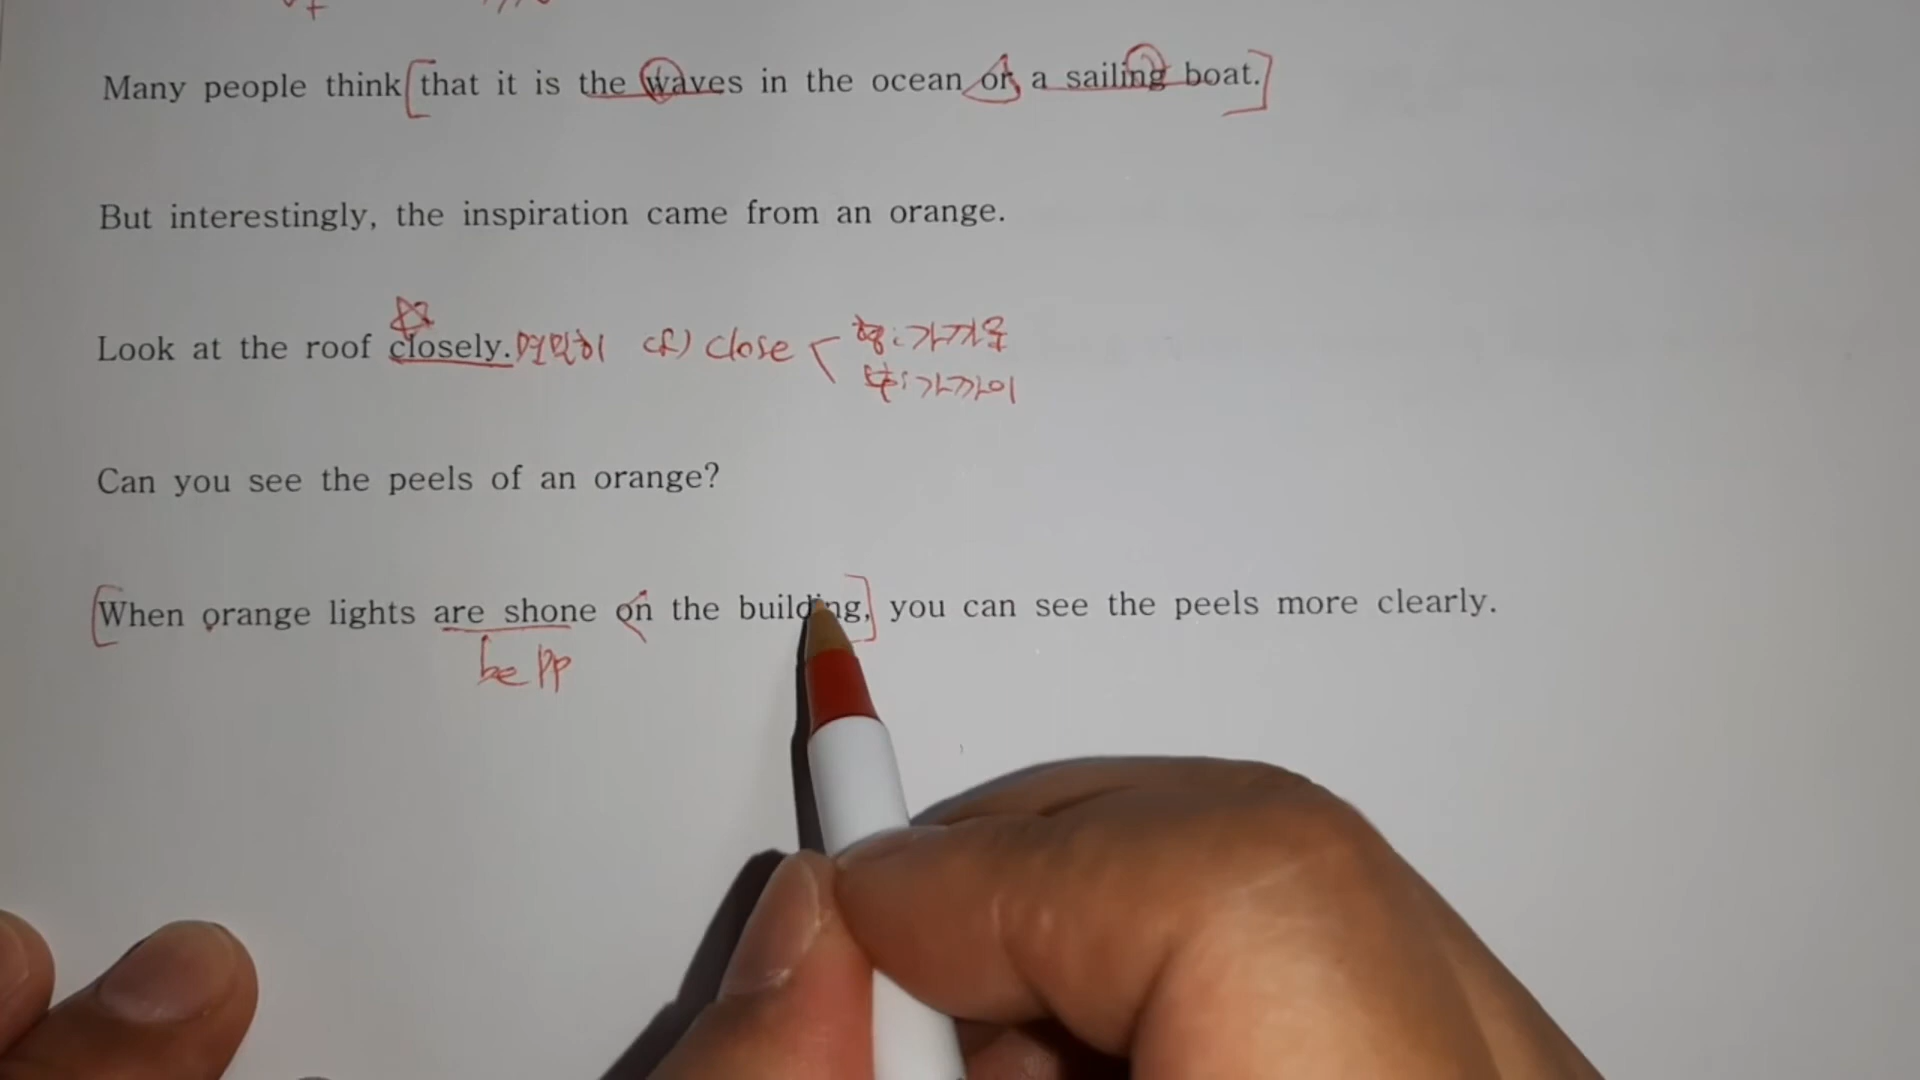 Many people think that it is the waves in the ocean or a sailing boat.
But interestingly, the inspiration came from an orange.
Look at the roof closely. 면밀히 cf) close 형: 가까운
부: 가까이
Can you see the peels of an orange?
When orange lights are shone on the building, you can see the peels more clearly.
be pp